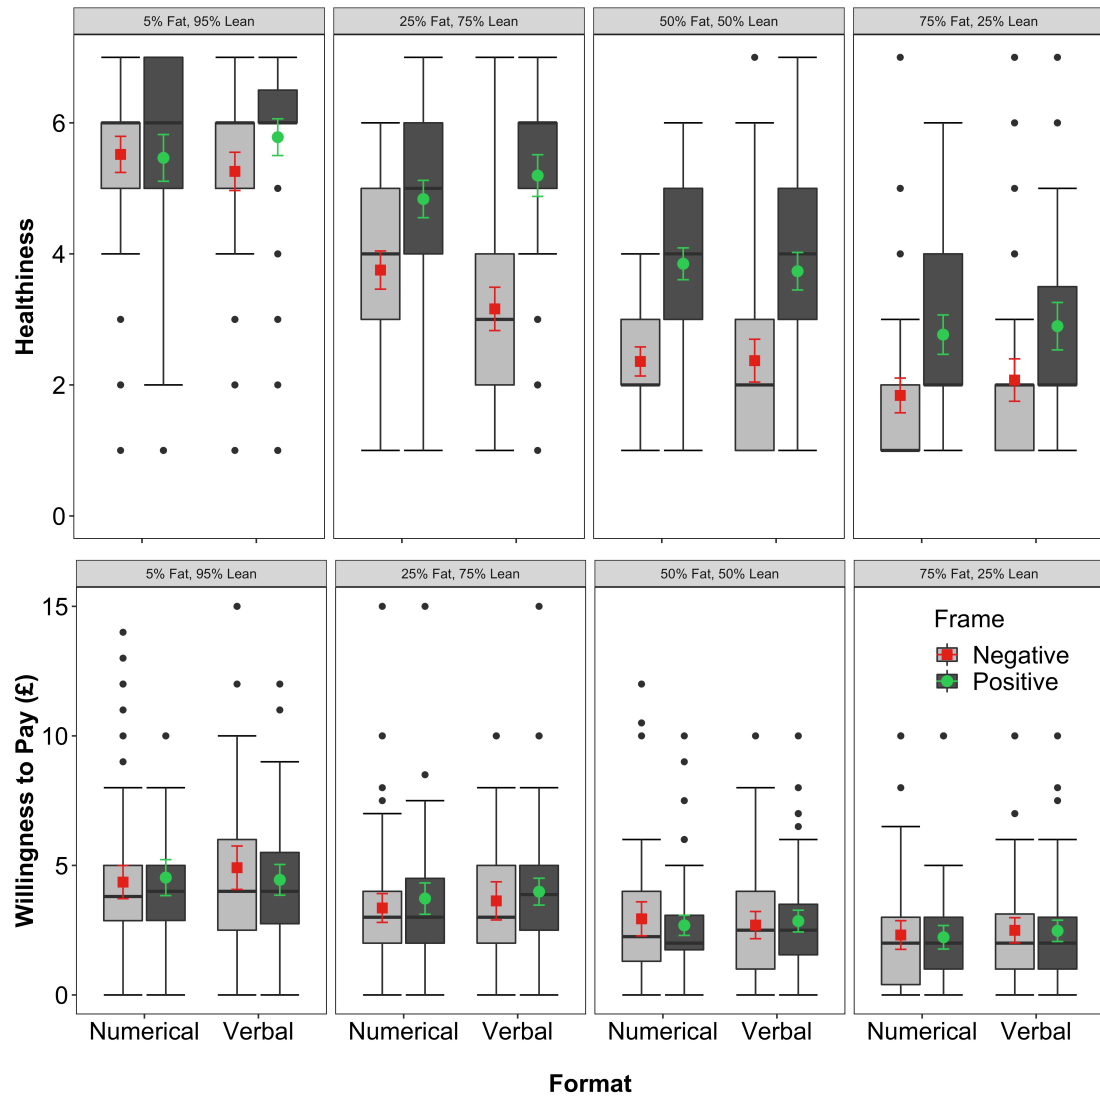 5% Fat, 95% Lean
25% Fat, 75% Lean
50% Fat, 50% Lean
75% Fat, 25% Lean
Healthiness
6
4
2
0
5% Fat, 95% Lean
25% Fat, 75% Lean
50% Fat, 50% Lean
75% Fat, 25% Lean
Willingness to Pay (£)
15
10
5
0
Frame
Negative
Positive
Numerical
Verbal
Numerical
Verbal
Numerical
Verbal
Numerical
Verbal
Format